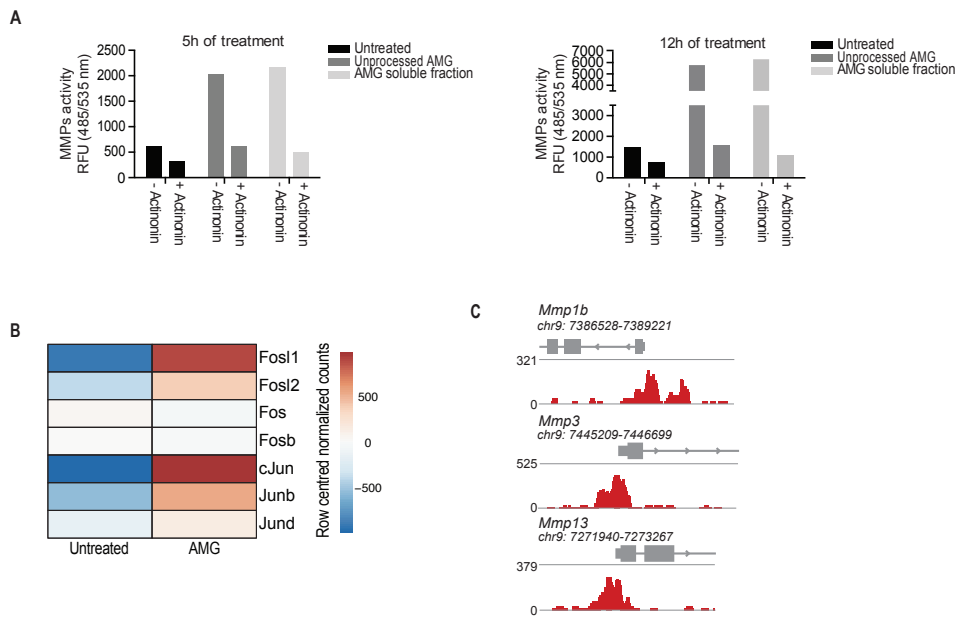 A
5h of treatment
MMPs activity
RFU (485/535 nm)
2500
2000
1500
1000
500
0
- Actinonin
+ Actinonin
- Actinonin
+ Actinonin
- Actinonin
+ Actinonin
Untreated
Unprocessed AMG
AMG soluble fraction
12h of treatment
MMPs activity
RFU (485/535 nm)
7000
6000
5000
4000
3000
2000
1000
0
- Actinonin
+ Actinonin
- Actinonin
+ Actinonin
- Actinonin
+ Actinonin
Untreated
Unprocessed AMG
AMG soluble fraction
B
Fosl1
Fosl2
Fos
Fosb
cJun
Junb
Jund
Untreated
AMG
500
0
−500
Row centred normalized counts
C
Mmp1b
chr9: 7386528-7389221
321
0
Mmp3
chr9: 7445209-7446699
525
0
Mmp13
chr9: 7271940-7273267
379
0